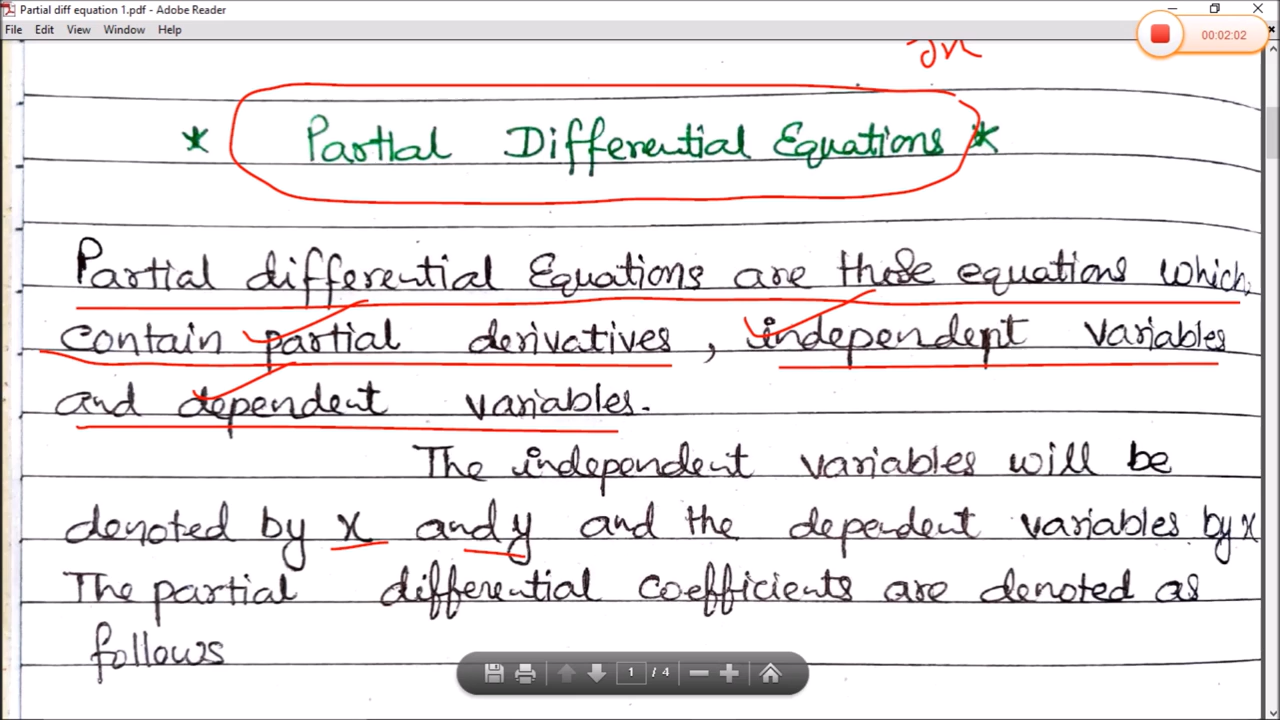 Partial diff equation 1.pdf - Adobe Reader
File Edit View Window Help
00:02:02
∂x
* Partial Differential Equations *
Partial differential Equations are those equations which
contain partial derivatives, independent variables
and dependent variables.
The independent variables will be
denoted by x and y and the dependent variables by x
The partial differential coefficients are denoted as
follows
1 / 4